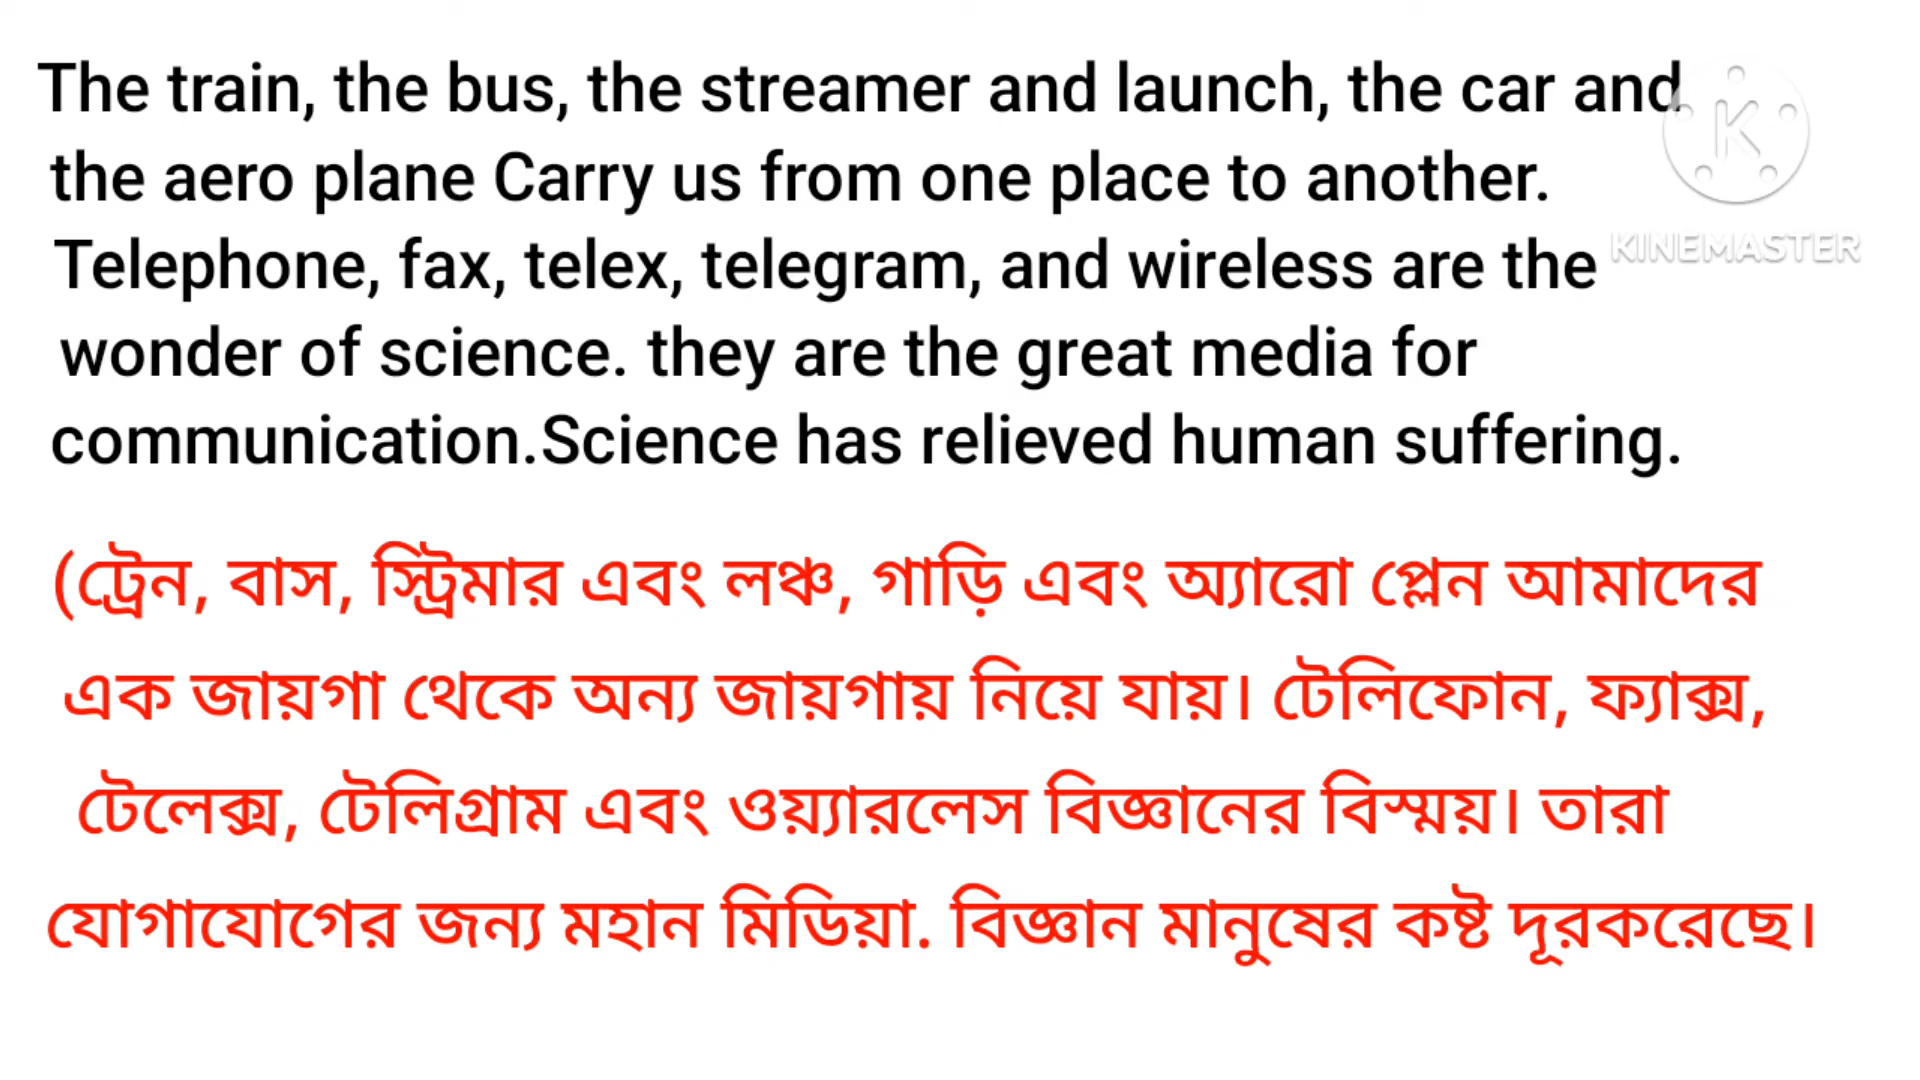 The train, the bus, the streamer and launch, the car and
the aero plane Carry us from one place to another.
Telephone, fax, telex, telegram, and wireless are the
wonder of science. they are the great media for
communication.Science has relieved human suffering.
(ট্রেন, বাস, স্ট্রিমার এবং লঞ্চ, গাড়ি এবং অ্যারো প্লেন আমাদের
এক জায়গা থেকে অন্য জায়গায় নিয়ে যায়। টেলিফোন, ফ্যাক্স,
টেলেক্স, টেলিগ্রাম এবং ওয়্যারলেস বিজ্ঞানের বিস্ময়। তারা
যোগাযোগের জন্য মহান মিডিয়া. বিজ্ঞান মানুষের কষ্ট দূরকরেছে।
K
KINEMASTER